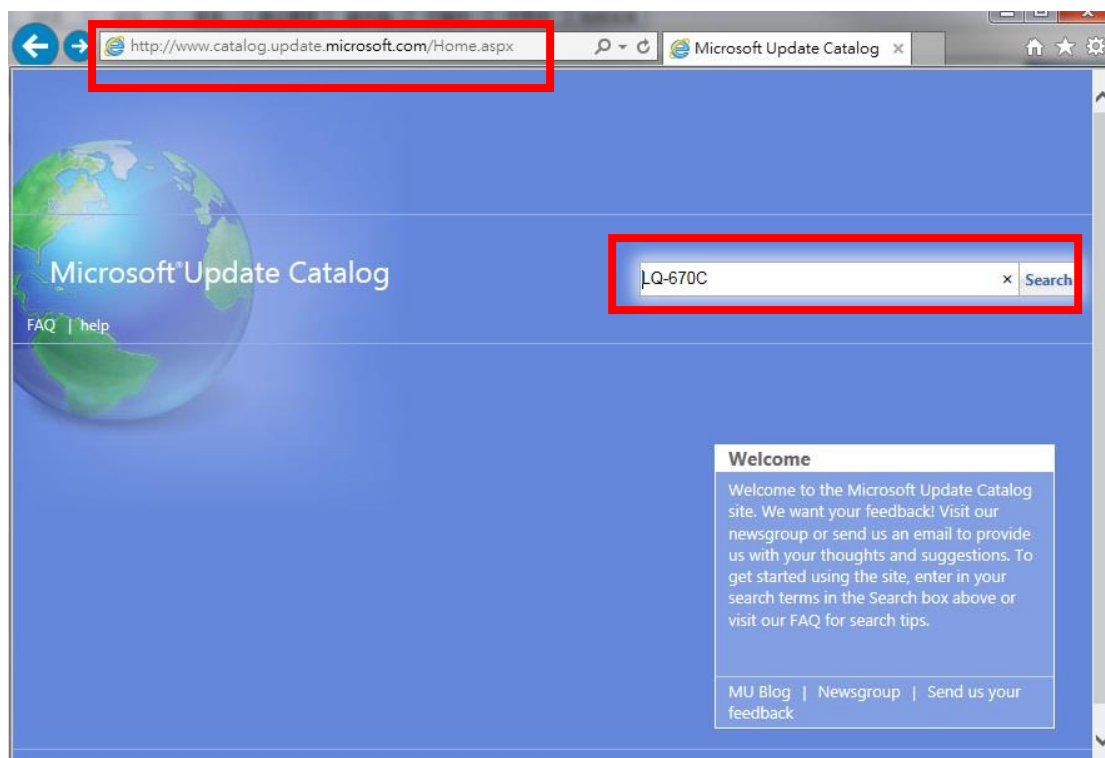 http://www.catalog.update.microsoft.com/Home.aspx
Microsoft Update Catalog
Microsoft®Update Catalog
LQ-670C
× Search
FAQ | help
Welcome
Welcome to the Microsoft Update Catalog
site. We want your feedback! Visit our
newsgroup or send us an email to provide
us with your thoughts and suggestions. To
get started using the site, enter in your
search terms in the Search box above or
visit our FAQ for search tips.
MU Blog | Newsgroup | Send us your
feedback